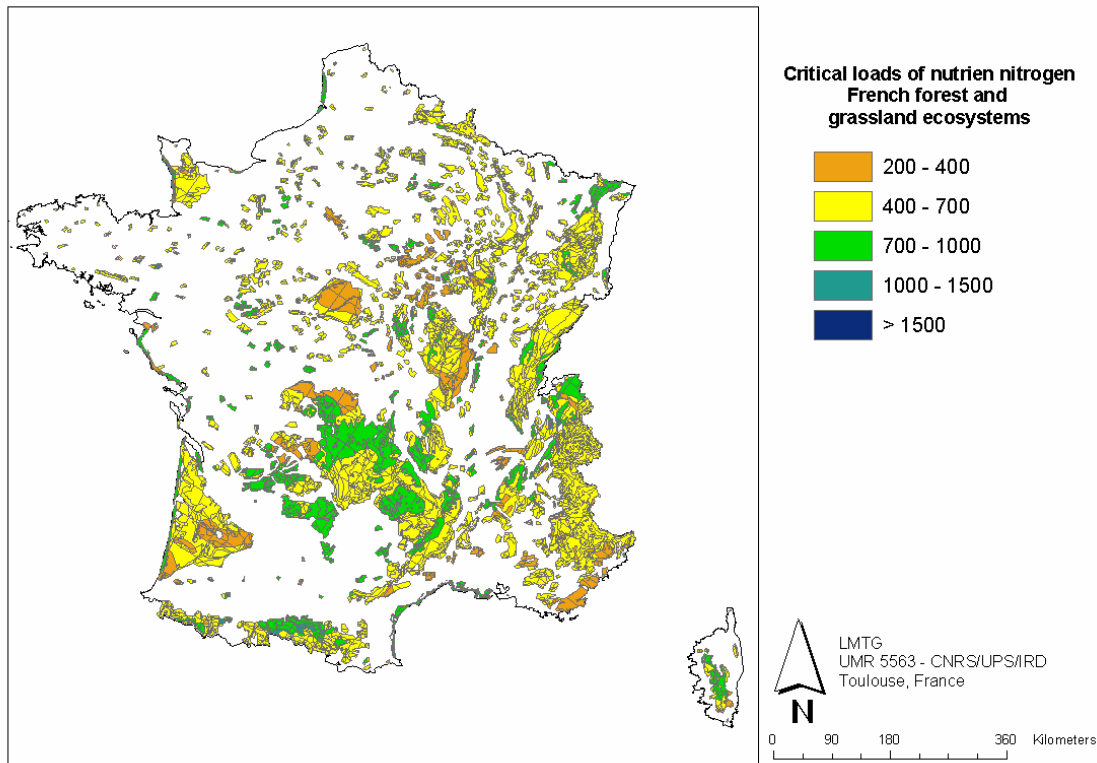 Critical loads of nutrien nitrogen
French forest and
grassland ecosystems
200 - 400
400 - 700
700 - 1000
1000 - 1500
> 1500
LMTG
UMR 5563 - CNRS/UPS/IRD
Toulouse, France
N
0 90 180 360 Kilometers